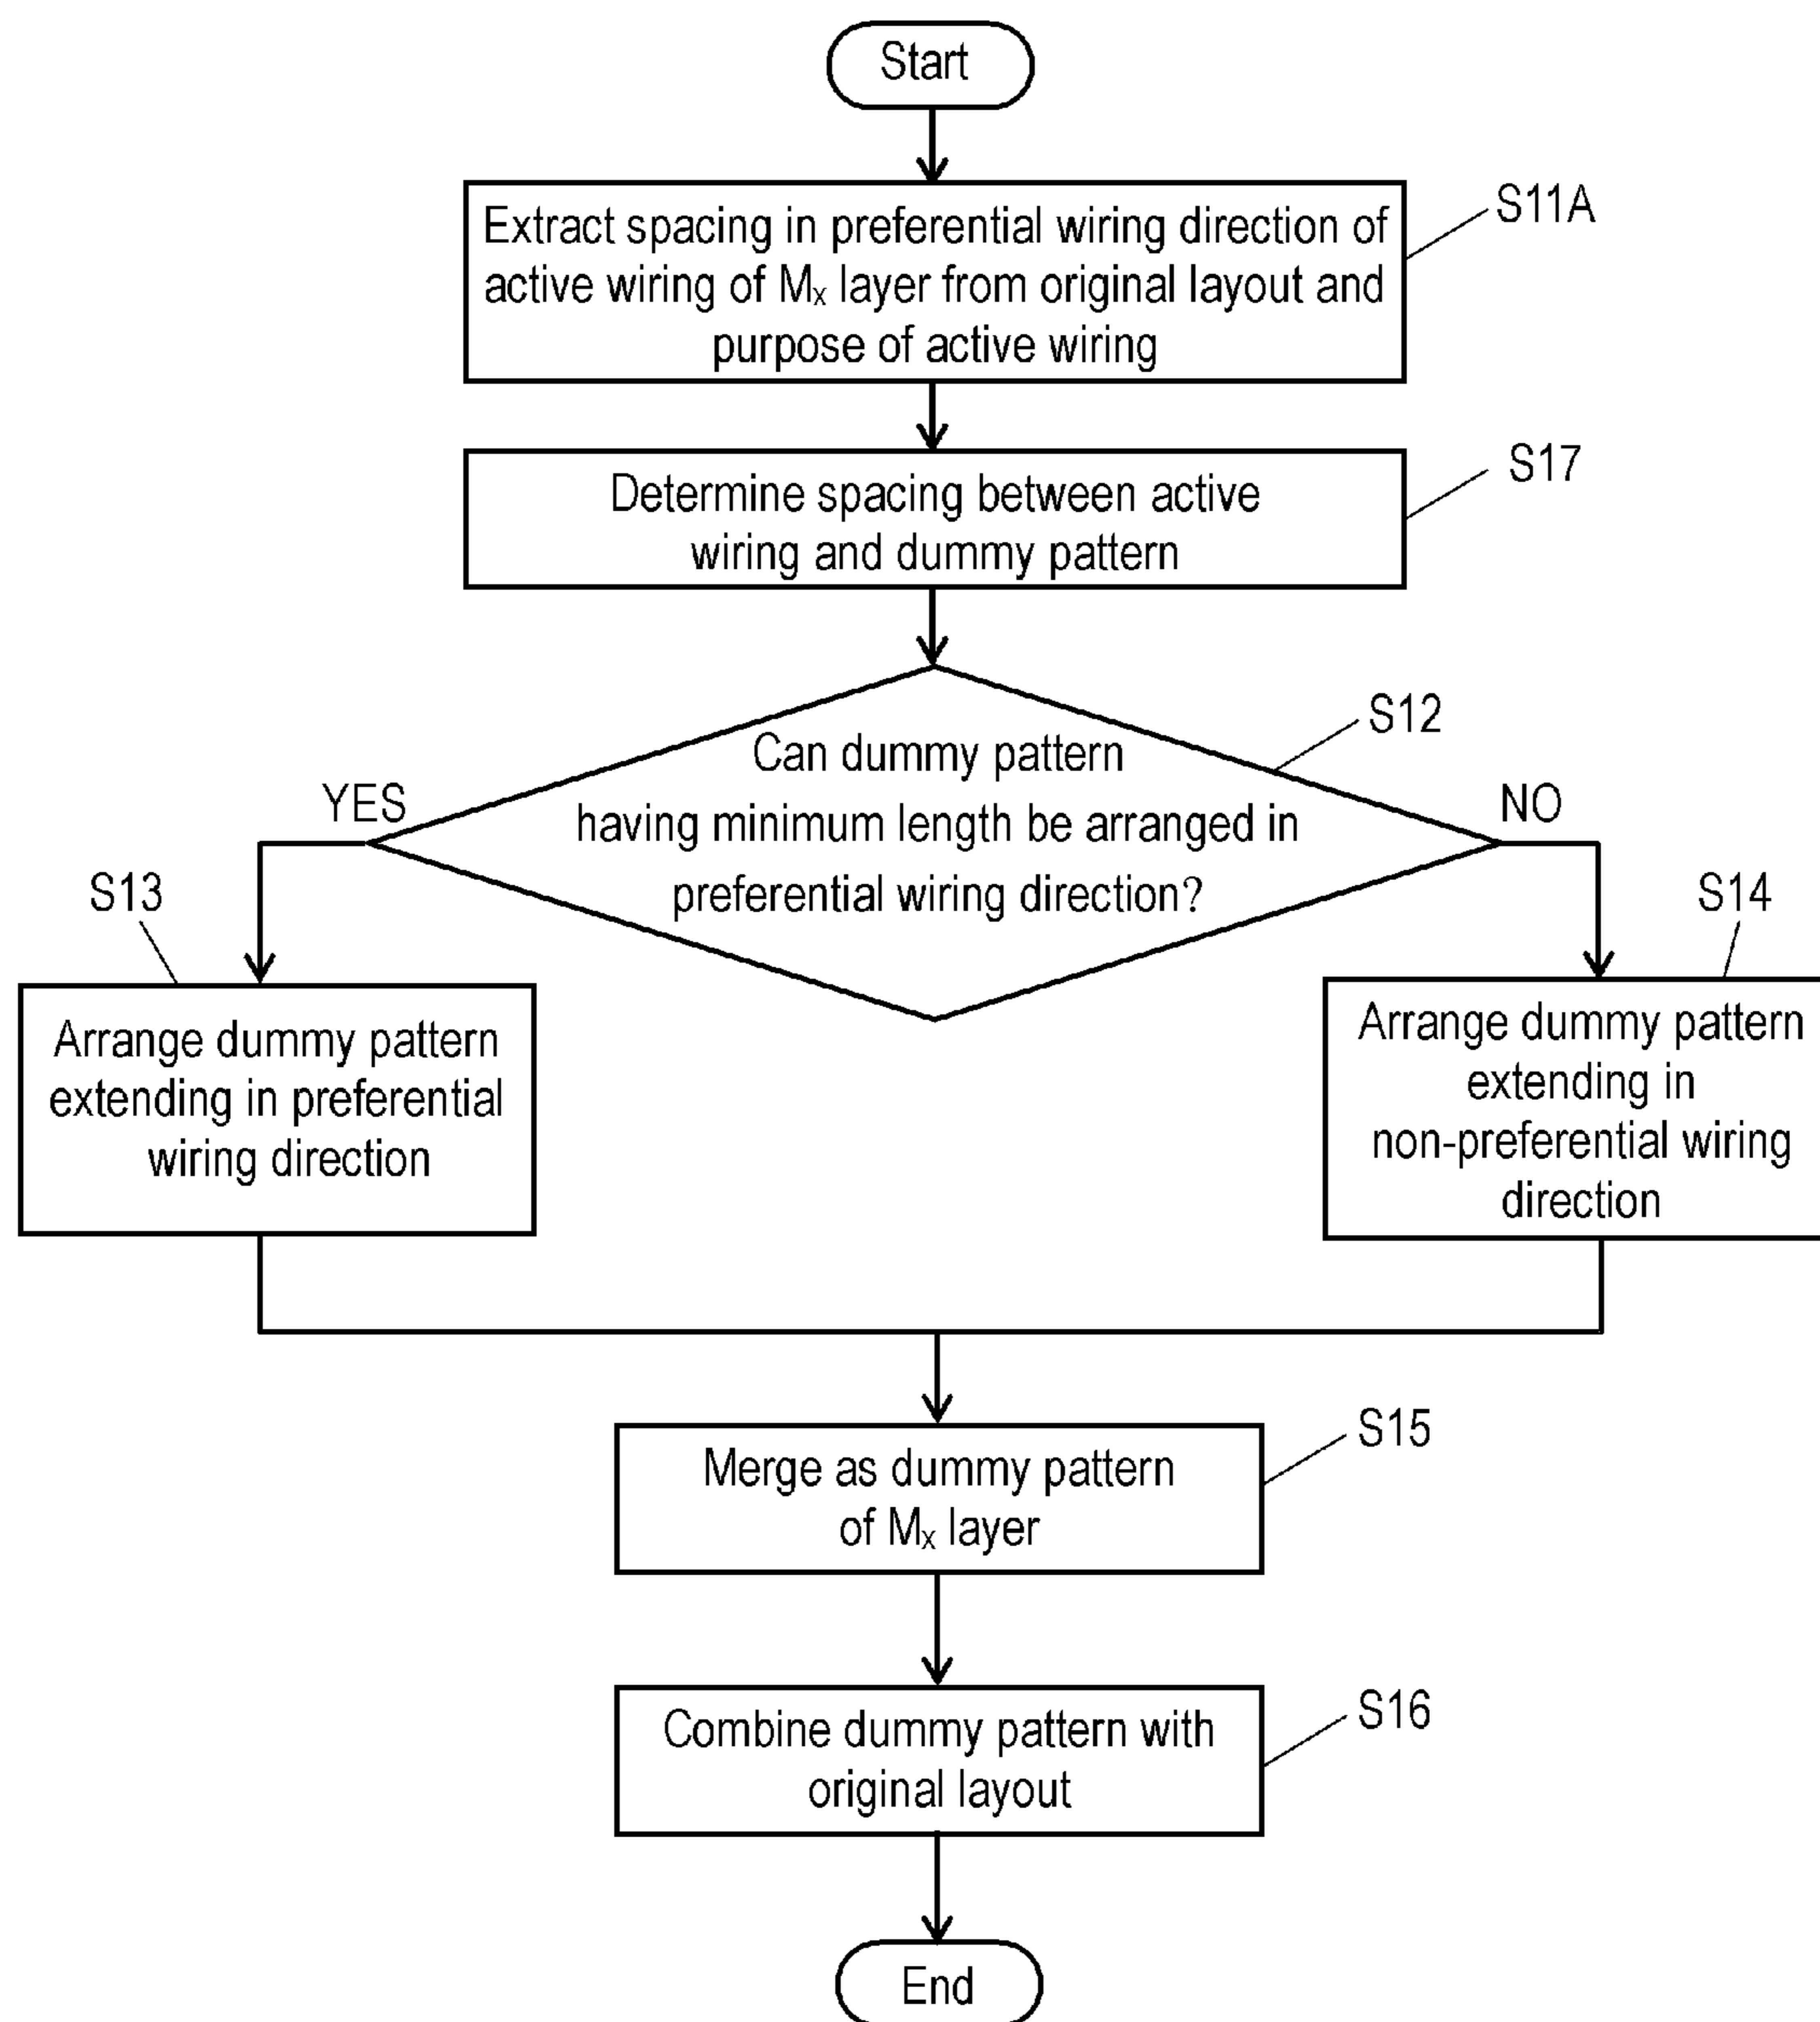 Start
S11A
Extract spacing in preferential wiring direction of
active wiring of Mx layer from original layout and
purpose of active wiring
S17
Determine spacing between active
wiring and dummy pattern
S12
Can dummy pattern
having minimum length be arranged in
preferential wiring direction?
YES
NO
S13
Arrange dummy pattern
extending in preferential
wiring direction
S14
Arrange dummy pattern
extending in
non-preferential wiring
direction
S15
Merge as dummy pattern
of Mx layer
S16
Combine dummy pattern with
original layout
End